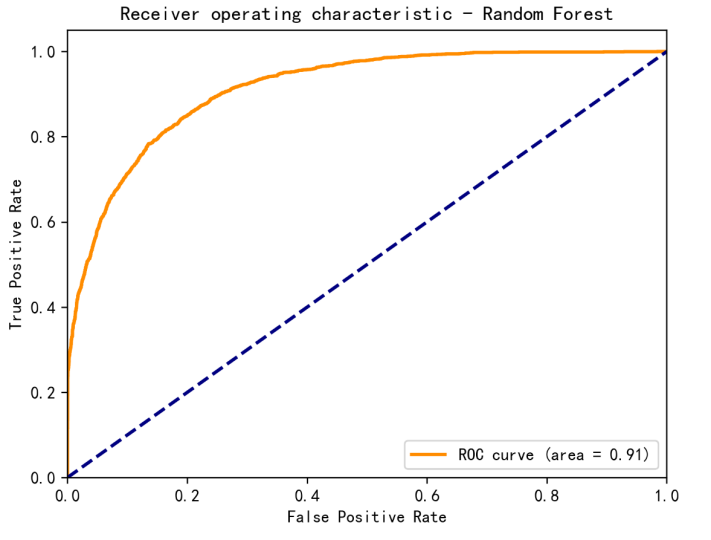 Receiver operating characteristic - Random Forest
True Positive Rate
1.0
0.8
0.6
0.4
0.2
0.0
ROC curve (area = 0.91)
0.0 0.2 0.4 0.6 0.8 1.0
False Positive Rate